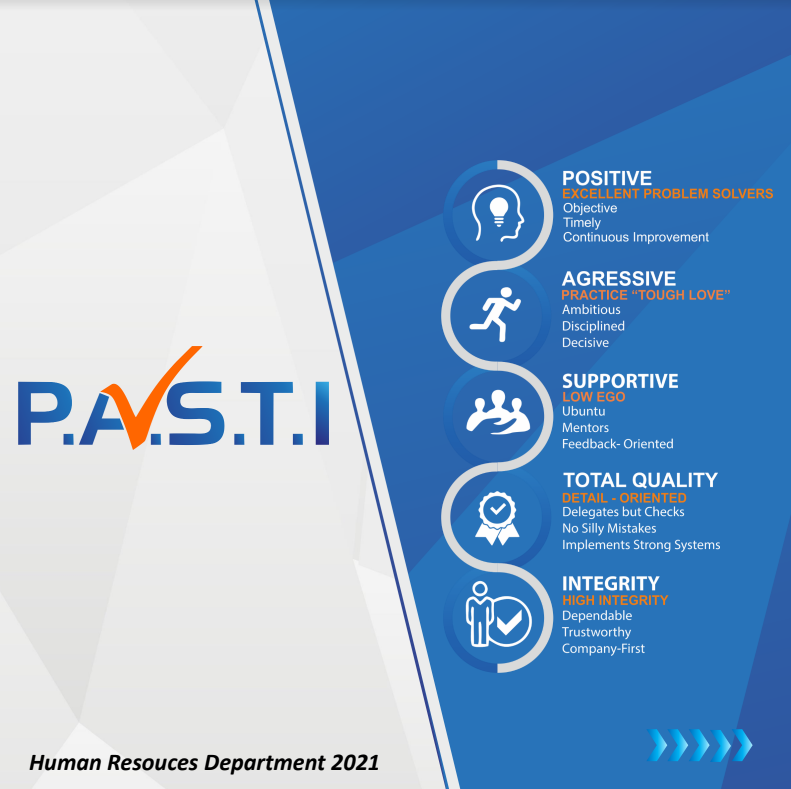 P.A.S.T.I
POSITIVE
EXCELLENT PROBLEM SOLVERS
Objective
Timely
Continuous Improvement
AGRESSIVE
PRACTICE “TOUGH LOVE”
Ambitious
Disciplined
Decisive
SUPPORTIVE
LOW EGO
Ubuntu
Mentors
Feedback- Oriented
TOTAL QUALITY
DETAIL - ORIENTED
Delegates but Checks
No Silly Mistakes
Implements Strong Systems
INTEGRITY
HIGH INTEGRITY
Dependable
Trustworthy
Company-First
Human Resouces Department 2021